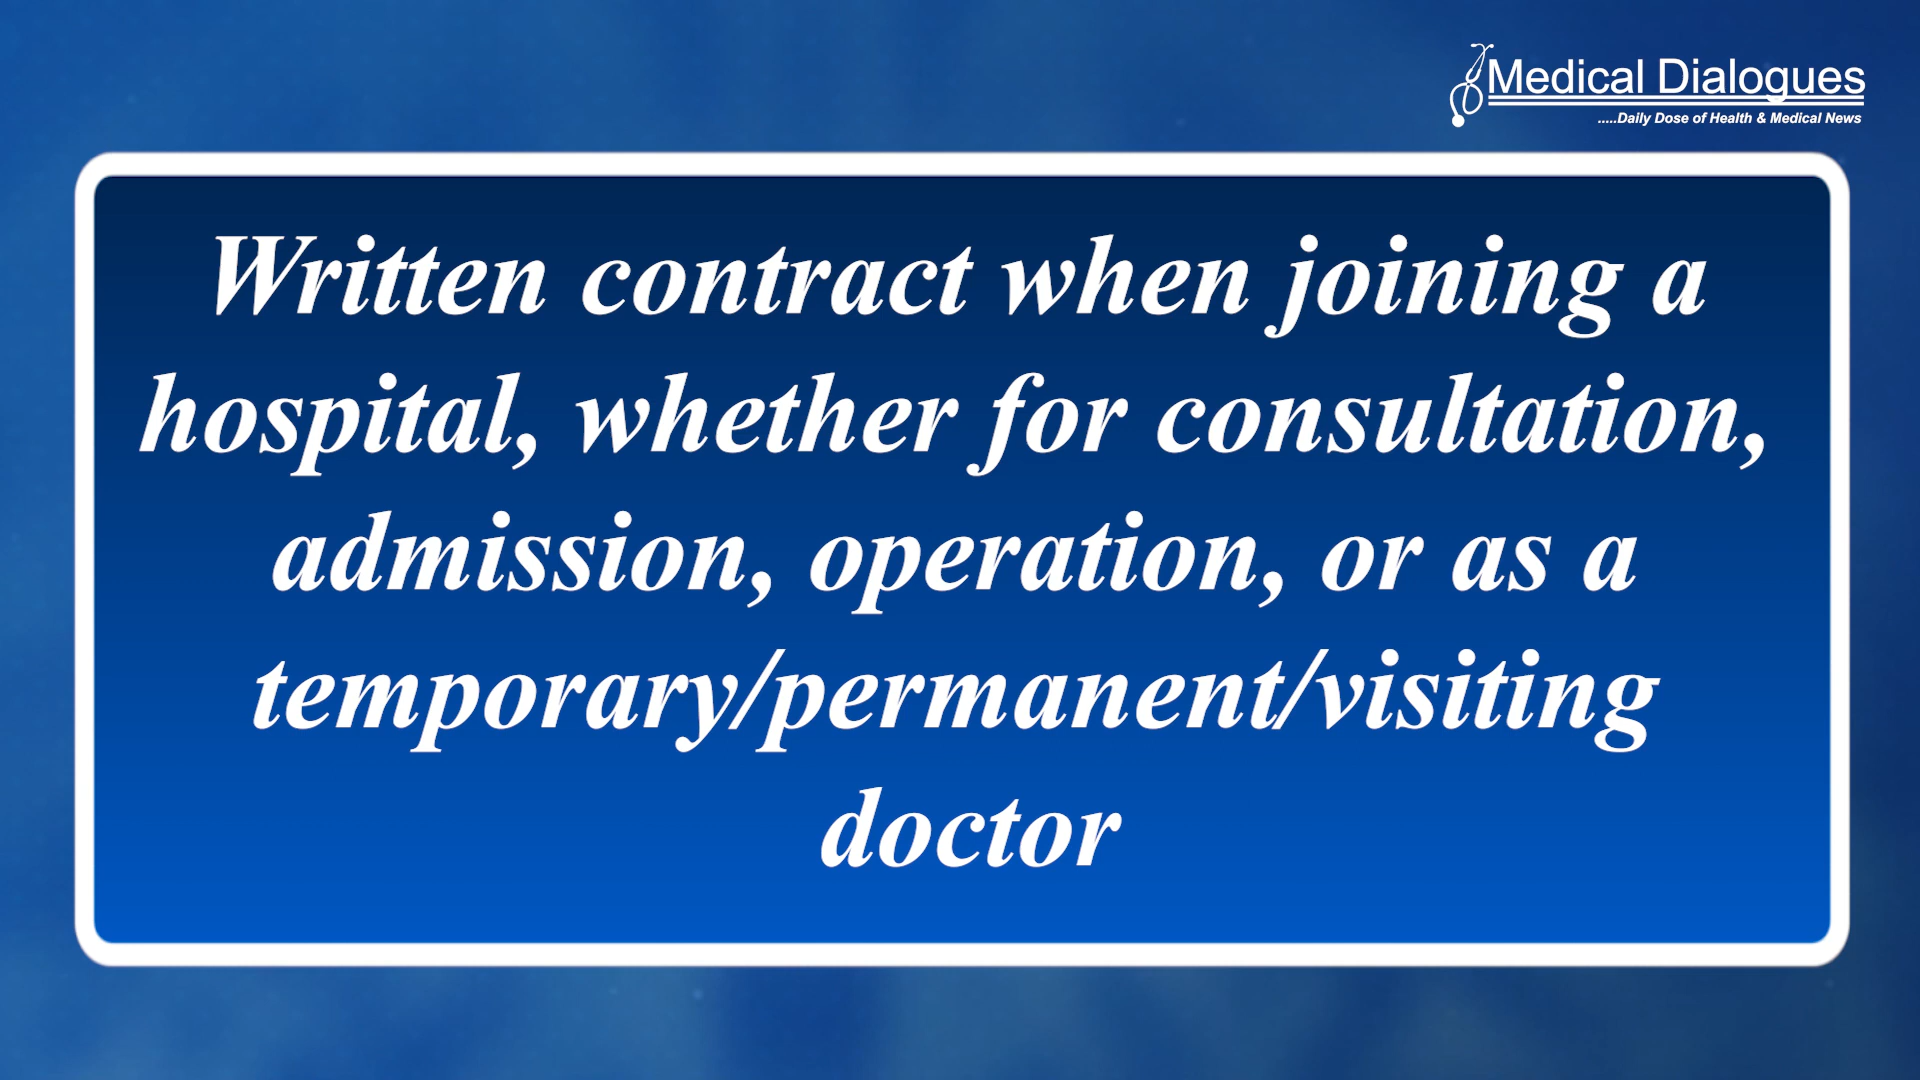 Medical Dialogues
.....Daily Dose of Health & Medical News
Written contract when joining a
hospital, whether for consultation,
admission, operation, or as a
temporary/permanent/visiting
doctor